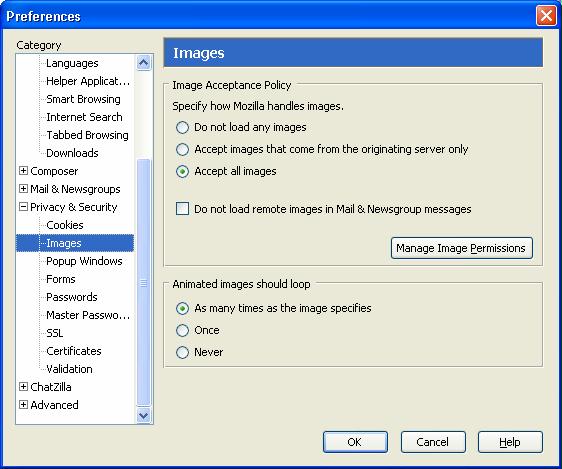 Preferences
Category
Languages
Helper Applicat...
Smart Browsing
Internet Search
Tabbed Browsing
Downloads
Composer
Mail & Newsgroups
Privacy & Security
Cookies
Images
Popup Windows
Forms
Passwords
Master Passwo...
SSL
Certificates
Validation
ChatZilla
Advanced
Images
Image Acceptance Policy
Specify how Mozilla handles images.
Do not load any images
Accept images that come from the originating server only
Accept all images
Do not load remote images in Mail & Newsgroup messages
Manage Image Permissions
Animated images should loop
As many times as the image specifies
Once
Never
OK
Cancel
Help